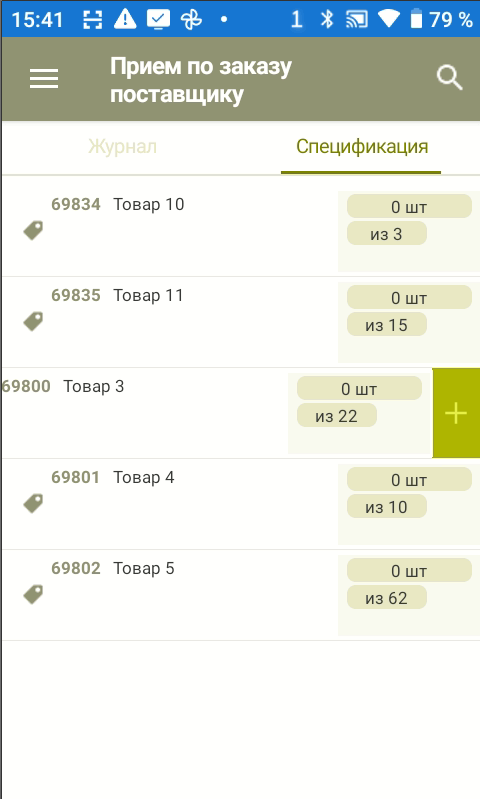 15:41 1 79 %
Прием по заказу
поставщику
Журнал Спецификация
69834 Товар 10 0 шт
из 3
69835 Товар 11 0 шт
из 15
69800 Товар 3 0 шт
из 22
69801 Товар 4 0 шт
из 10
69802 Товар 5 0 шт
из 62